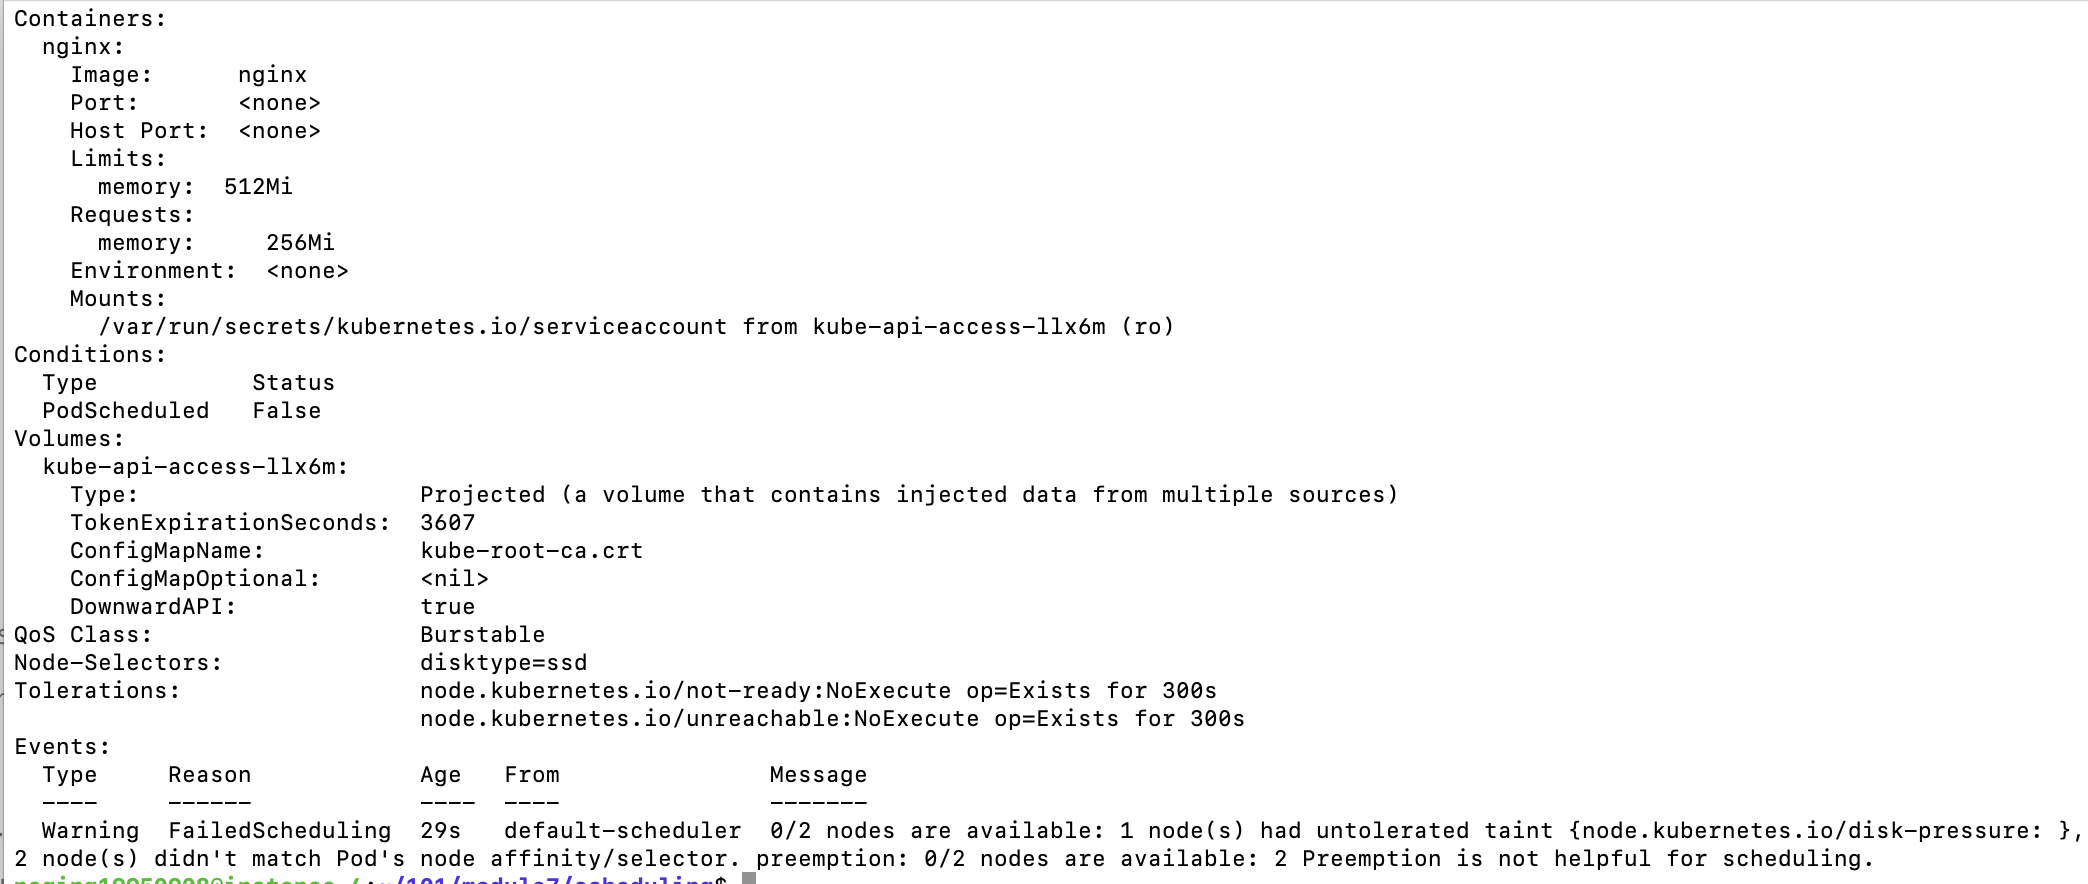 Containers:
  nginx:
    Image:      nginx
    Port:       <none>
    Host Port:  <none>
    Limits:
      memory:  512Mi
    Requests:
      memory:     256Mi
    Environment:  <none>
    Mounts:
      /var/run/secrets/kubernetes.io/serviceaccount from kube-api-access-llx6m (ro)
Conditions:
  Type           Status
  PodScheduled   False
Volumes:
  kube-api-access-llx6m:
    Type:                    Projected (a volume that contains injected data from multiple sources)
    TokenExpirationSeconds:  3607
    ConfigMapName:           kube-root-ca.crt
    ConfigMapOptional:       <nil>
    DownwardAPI:             true
QoS Class:                   Burstable
Node-Selectors:              disktype=ssd
Tolerations:                 node.kubernetes.io/not-ready:NoExecute op=Exists for 300s
                             node.kubernetes.io/unreachable:NoExecute op=Exists for 300s
Events:
  Type     Reason            Age   From               Message
  ----     ------            ----  ----               -------
  Warning  FailedScheduling  29s   default-scheduler  0/2 nodes are available: 1 node(s) had untolerated taint {node.kubernetes.io/disk-pressure: },
2 node(s) didn't match Pod's node affinity/selector. preemption: 0/2 nodes are available: 2 Preemption is not helpful for scheduling.